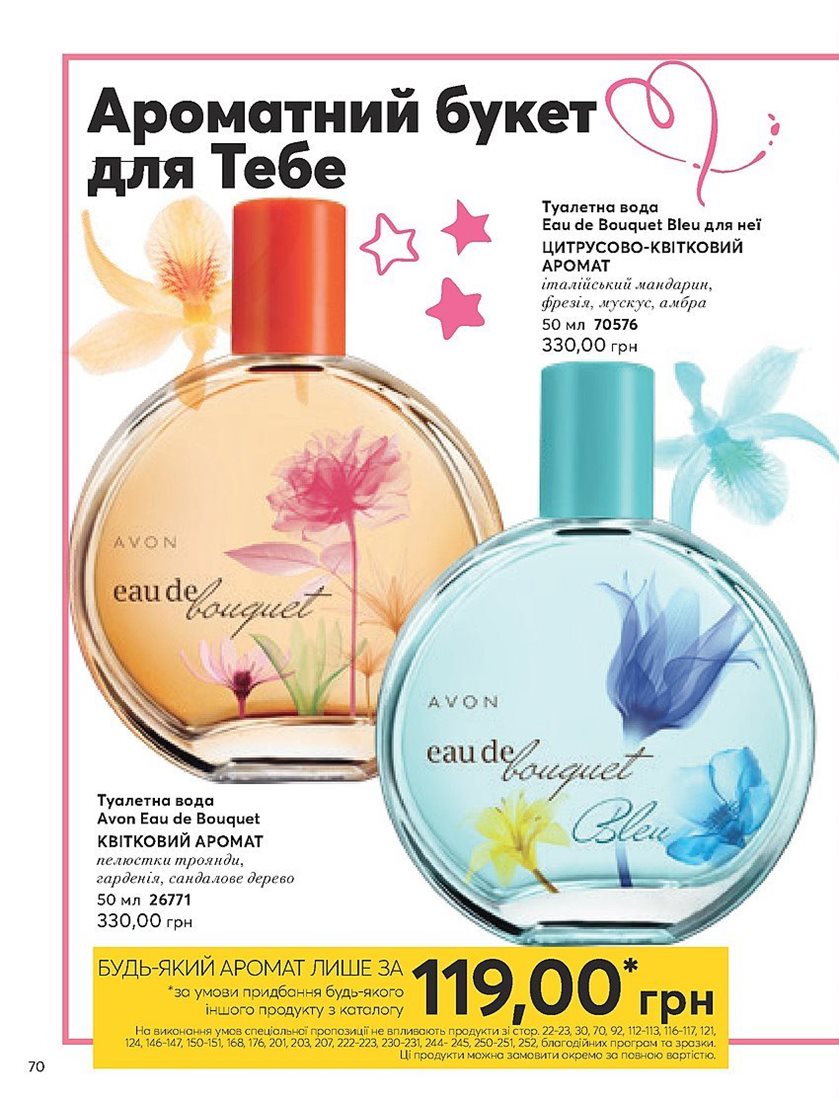 Ароматний букет
для Тебе
Туалетна вода
Eau de Bouquet Bleu для неї
ЦИТРУСОВО-КВІТКОВИЙ
АРОМАТ
італійський мандарин,
фрезія, мускус, амбра
50 мл 70576
330,00 грн
AVON
eau de bouquet
AVON
eau de bouquet
Bleu
Туалетна вода
Avon Eau de Bouquet
КВІТКОВИЙ АРОМАТ
пелюстки троянди,
гарденія, сандалове дерево
50 мл 26771
330,00 грн
БУДЬ-ЯКИЙ АРОМАТ ЛИШЕ ЗА
*за умови придбання будь-якого
іншого продукту з каталогу
119,00* грн
На виконання умов спеціальної пропозиції не впливають продукти зі стор. 22-23, 30, 70, 92, 112-113, 116-117, 121,
124, 146-147, 150-151, 168, 176, 201, 203, 207, 222-223, 230-231, 244- 245, 250-251, 252, благодійних програм та зразки.
Ці продукти можна замовити окремо за повною вартістю.
70